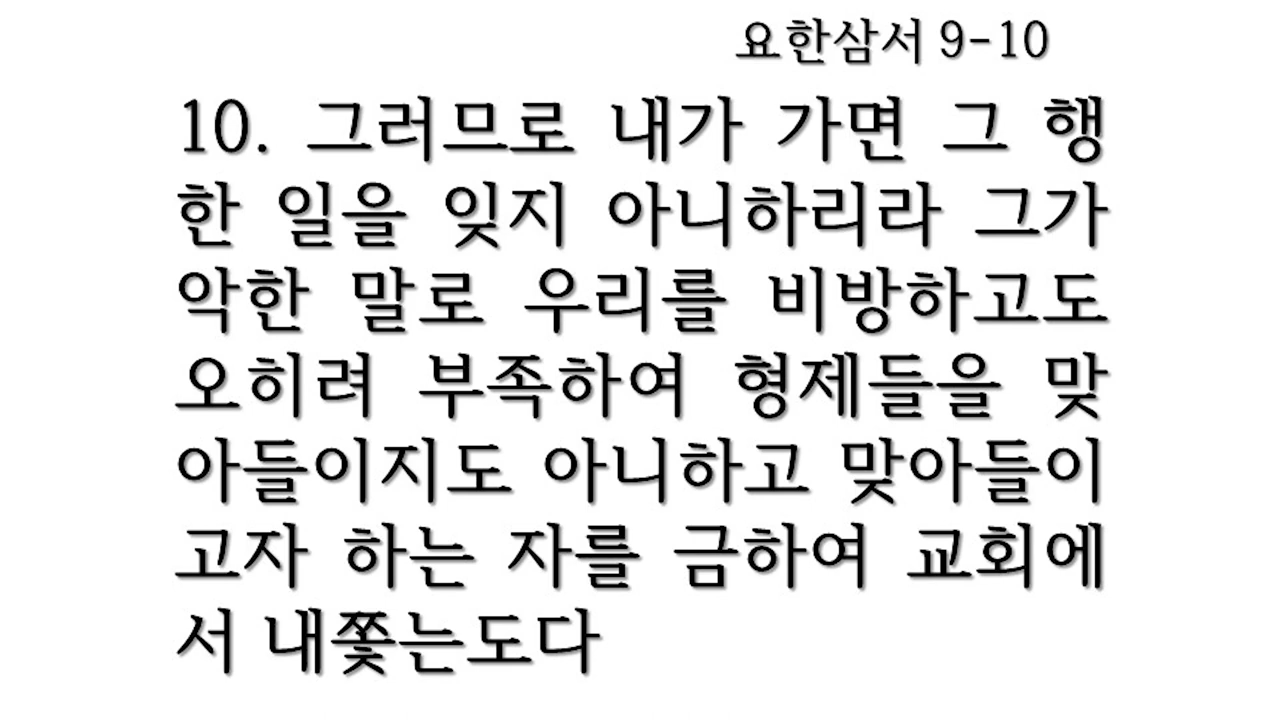 요한삼서 9-10
10. 그러므로 내가 가면 그 행
한 일을 잊지 아니하리라 그가
악한 말로 우리를 비방하고도
오히려 부족하여 형제들을 맞
아들이지도 아니하고 맞아들이
고자 하는 자를 금하여 교회에
서 내쫓는도다